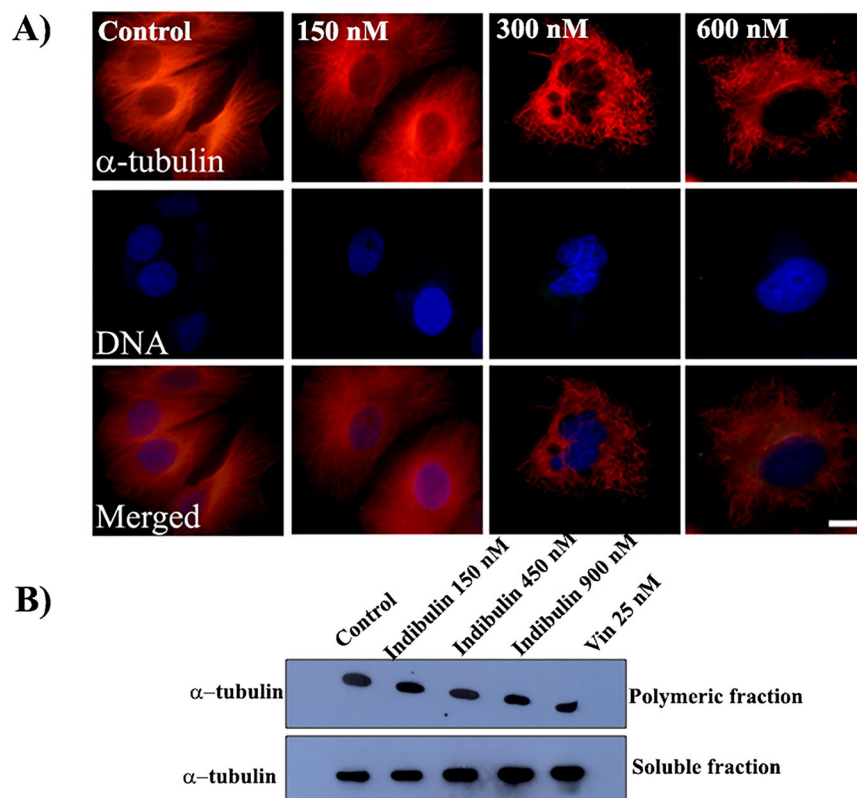 A)
Control
150 nM
300 nM
600 nM
α-tubulin
DNA
Merged
B)
Control
Indibulin 150 nM
Indibulin 450 nM
Indibulin 900 nM
Vin 25 nM
α–tubulin
Polymeric fraction
α–tubulin
Soluble fraction